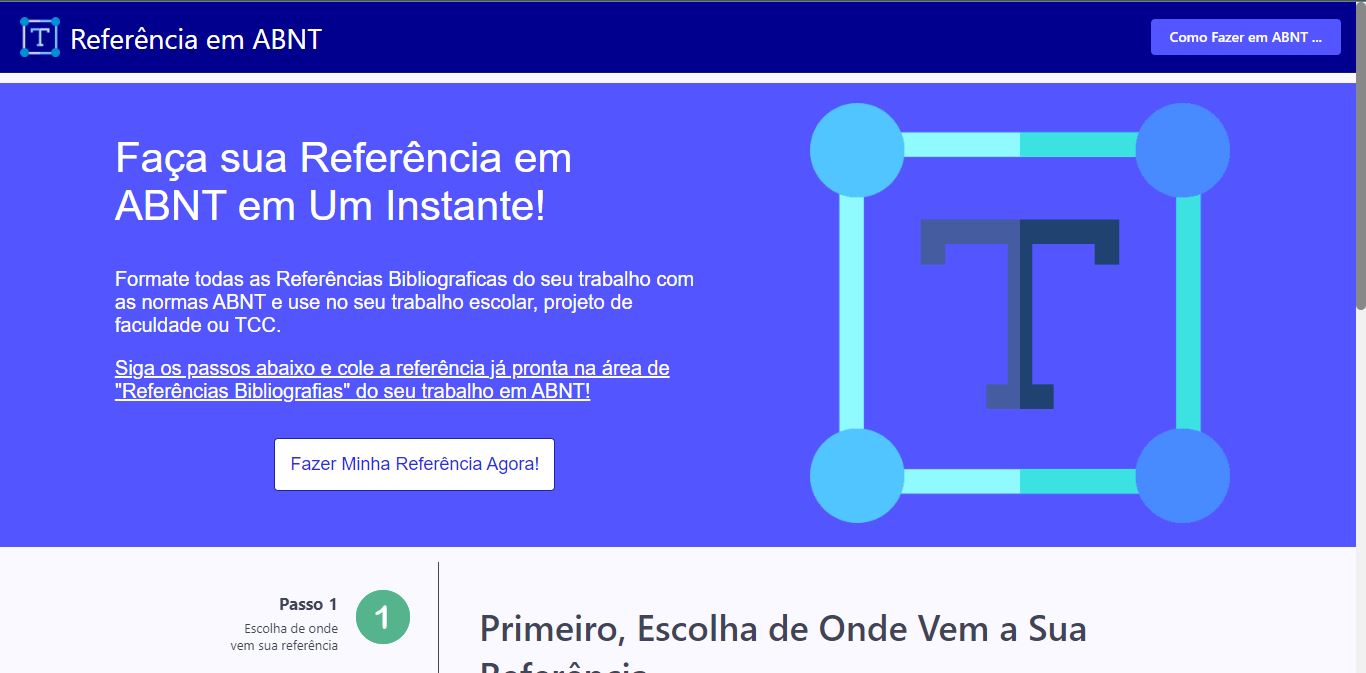 T Referência em ABNT
Como Fazer em ABNT ...
Faça sua Referência em
ABNT em Um Instante!
T
Formate todas as Referências Bibliograficas do seu trabalho com
as normas ABNT e use no seu trabalho escolar, projeto de
faculdade ou TCC.
Siga os passos abaixo e cole a referência já pronta na área de
"Referências Bibliografias" do seu trabalho em ABNT!
Fazer Minha Referência Agora!
Passo 1
1
Escolha de onde
vem sua referência
Primeiro, Escolha de Onde Vem a Sua
Referência